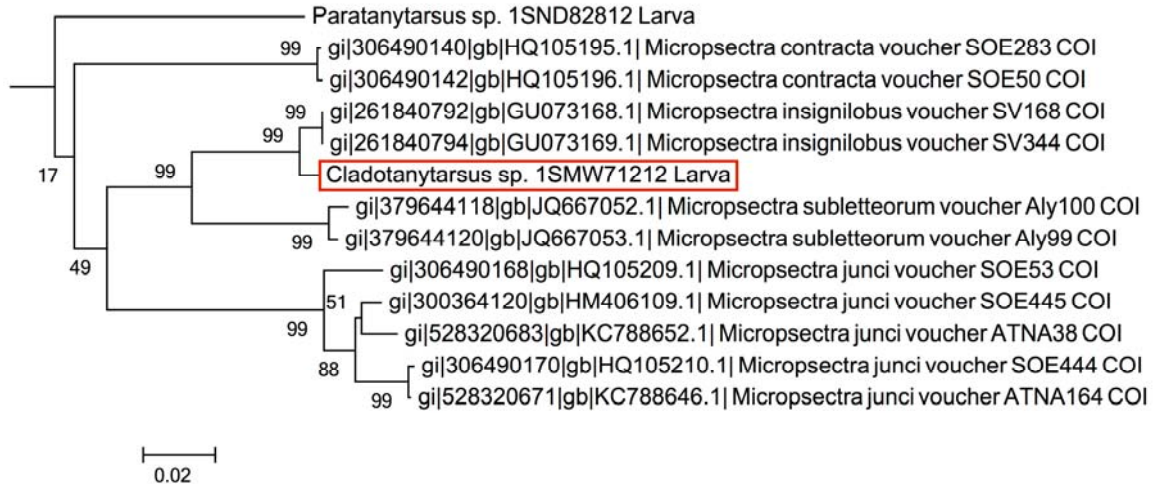 Paratanytarsus sp. 1SND82812 Larva
99
gi|306490140|gb|HQ105195.1| Micropsectra contracta voucher SOE283 COI
gi|306490142|gb|HQ105196.1| Micropsectra contracta voucher SOE50 COI
99
gi|261840792|gb|GU073168.1| Micropsectra insignilobus voucher SV168 COI
99
gi|261840794|gb|GU073169.1| Micropsectra insignilobus voucher SV344 COI
99
Cladotanytarsus sp. 1SMW71212 Larva
17
gi|379644118|gb|JQ667052.1| Micropsectra subletteorum voucher Aly100 COI
99
gi|379644120|gb|JQ667053.1| Micropsectra subletteorum voucher Aly99 COI
49
gi|306490168|gb|HQ105209.1| Micropsectra junci voucher SOE53 COI
51
gi|300364120|gb|HM406109.1| Micropsectra junci voucher SOE445 COI
99
gi|528320683|gb|KC788652.1| Micropsectra junci voucher ATNA38 COI
88
gi|306490170|gb|HQ105210.1| Micropsectra junci voucher SOE444 COI
99
gi|528320671|gb|KC788646.1| Micropsectra junci voucher ATNA164 COI
0.02